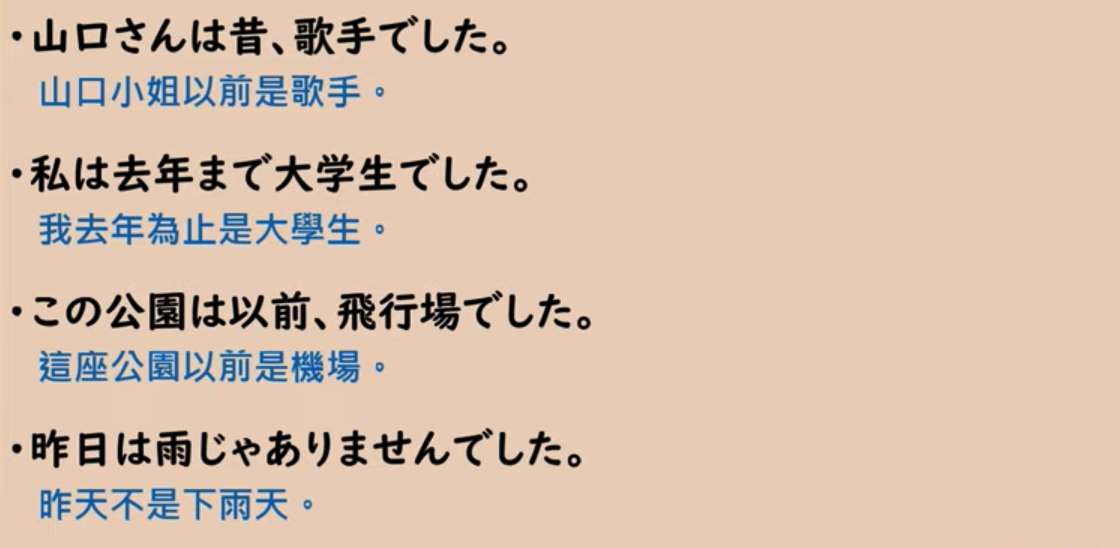 ・山口さんは昔、歌手でした。
山口小姐以前是歌手。
・私は去年まで大学生でした。
我去年為止是大學生。
・この公園は以前、飛行場でした。
這座公園以前是機場。
・昨日は雨じゃありませんでした。
昨天不是下雨天。